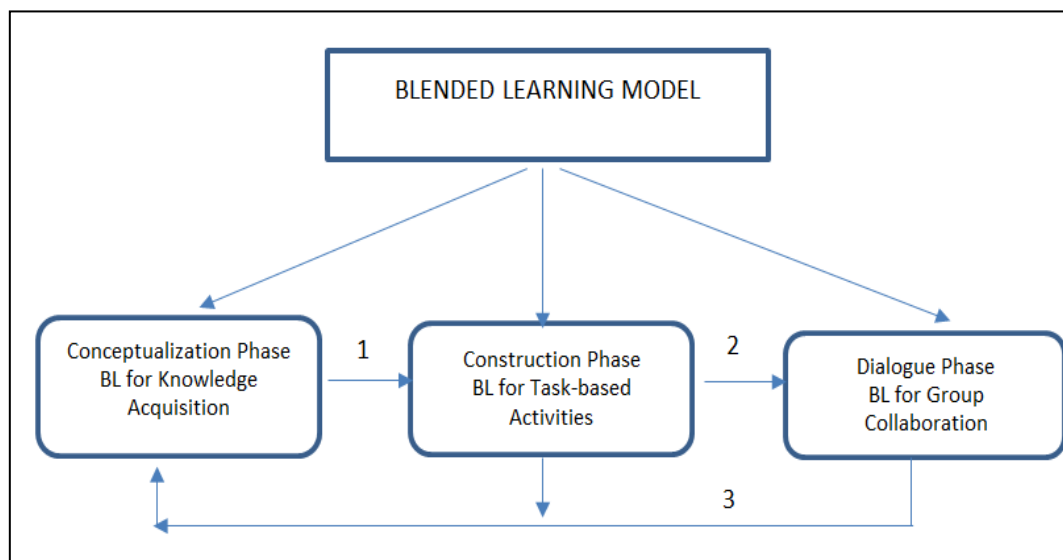 BLENDED LEARNING MODEL
Conceptualization Phase
BL for Knowledge
Acquisition
1
Construction Phase
BL for Task-based
Activities
2
Dialogue Phase
BL for Group
Collaboration
3